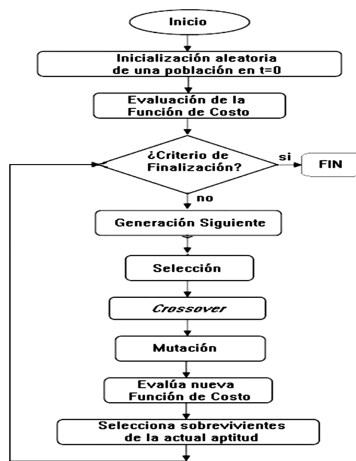 Inicio
Inicialización aleatoria
de una población en t=0
Evaluación de la
Función de Costo
¿Criterio de
Finalización?
si
FIN
no
Generación Siguiente
Selección
Crossover
Mutación
Evalúa nueva
Función de Costo
Selecciona sobrevivientes
de la actual aptitud